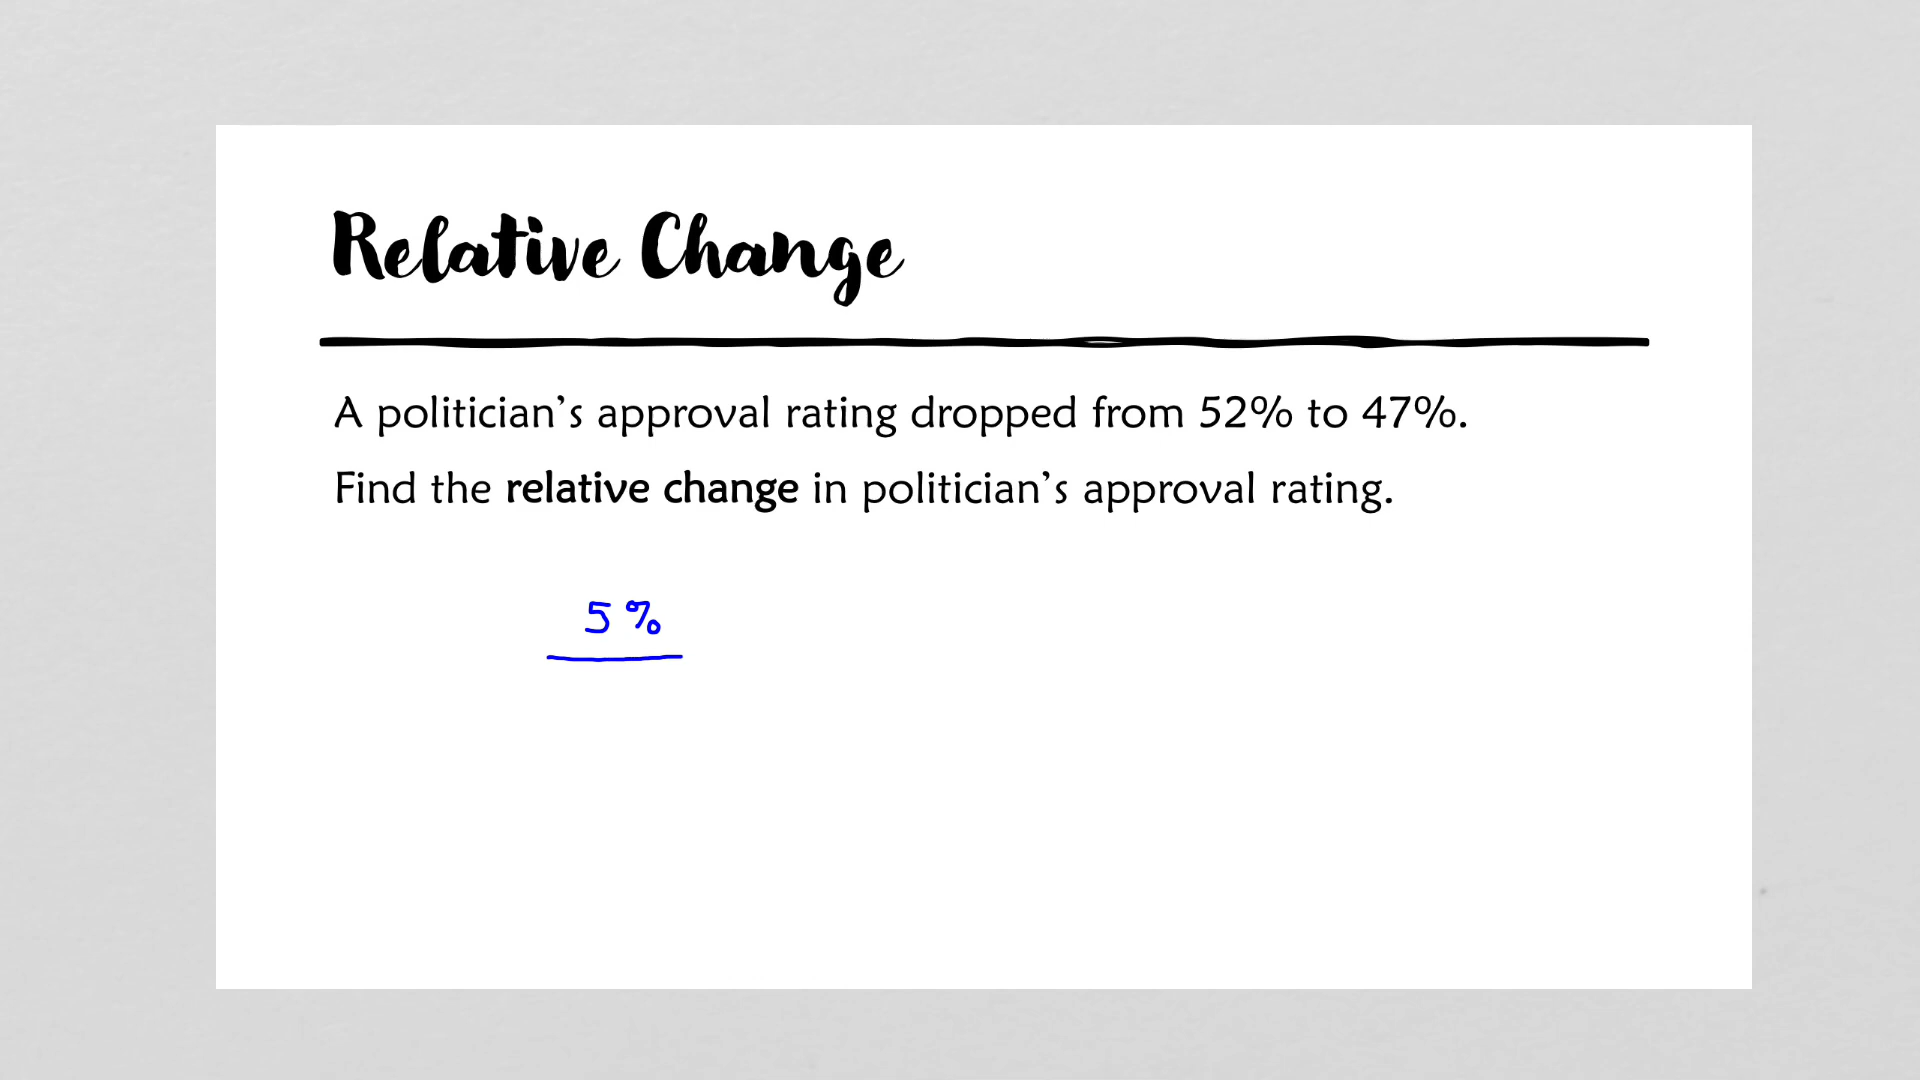 Relative Change
A politician’s approval rating dropped from 52% to 47%.
Find the relative change in politician’s approval rating.
5%